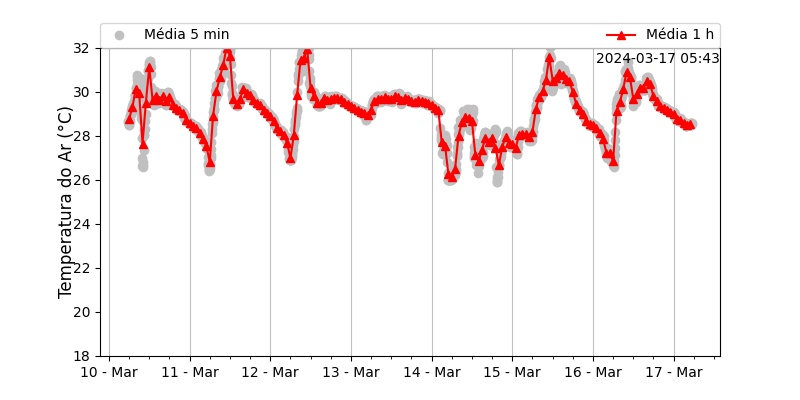 Média 5 min
Média 1 h
2024-03-17 05:43
Temperatura do Ar (°C)
32
30
28
26
24
22
20
18
10 - Mar
11 - Mar
12 - Mar
13 - Mar
14 - Mar
15 - Mar
16 - Mar
17 - Mar